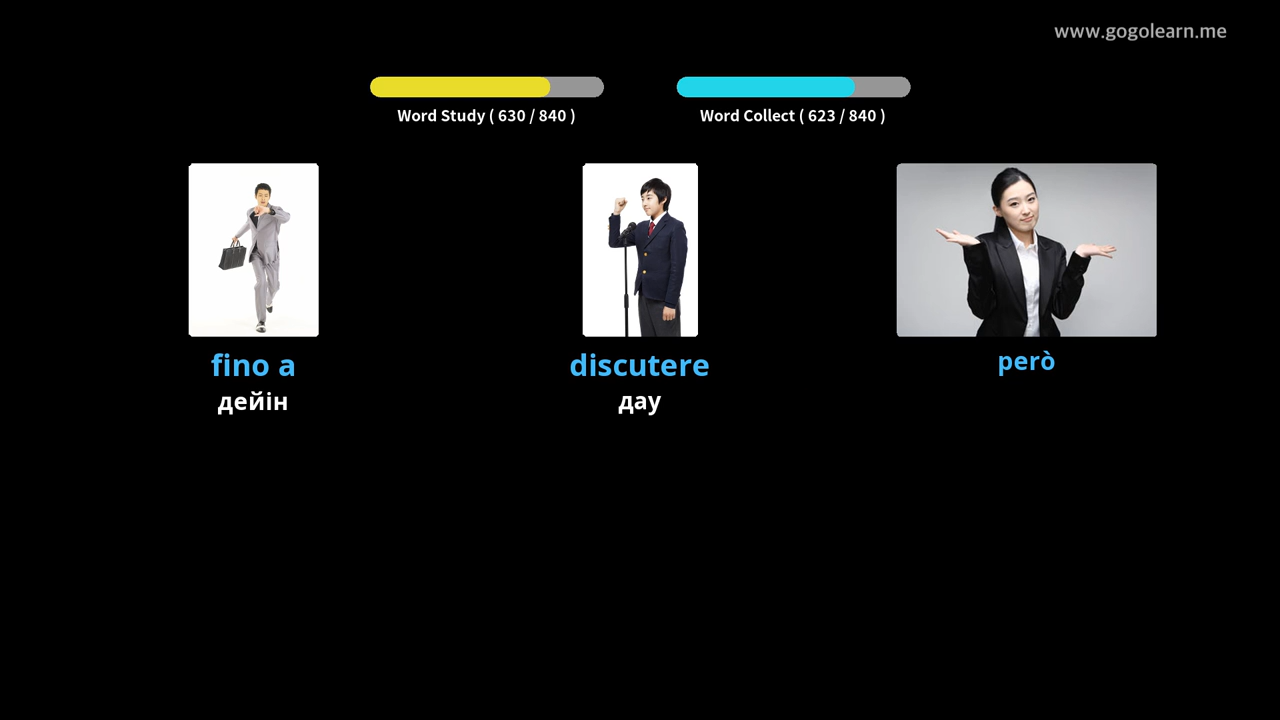 www.gogolearn.me
Word Study ( 630 / 840 )
Word Collect ( 623 / 840 )
fino a
дейін
discutere
дау
però